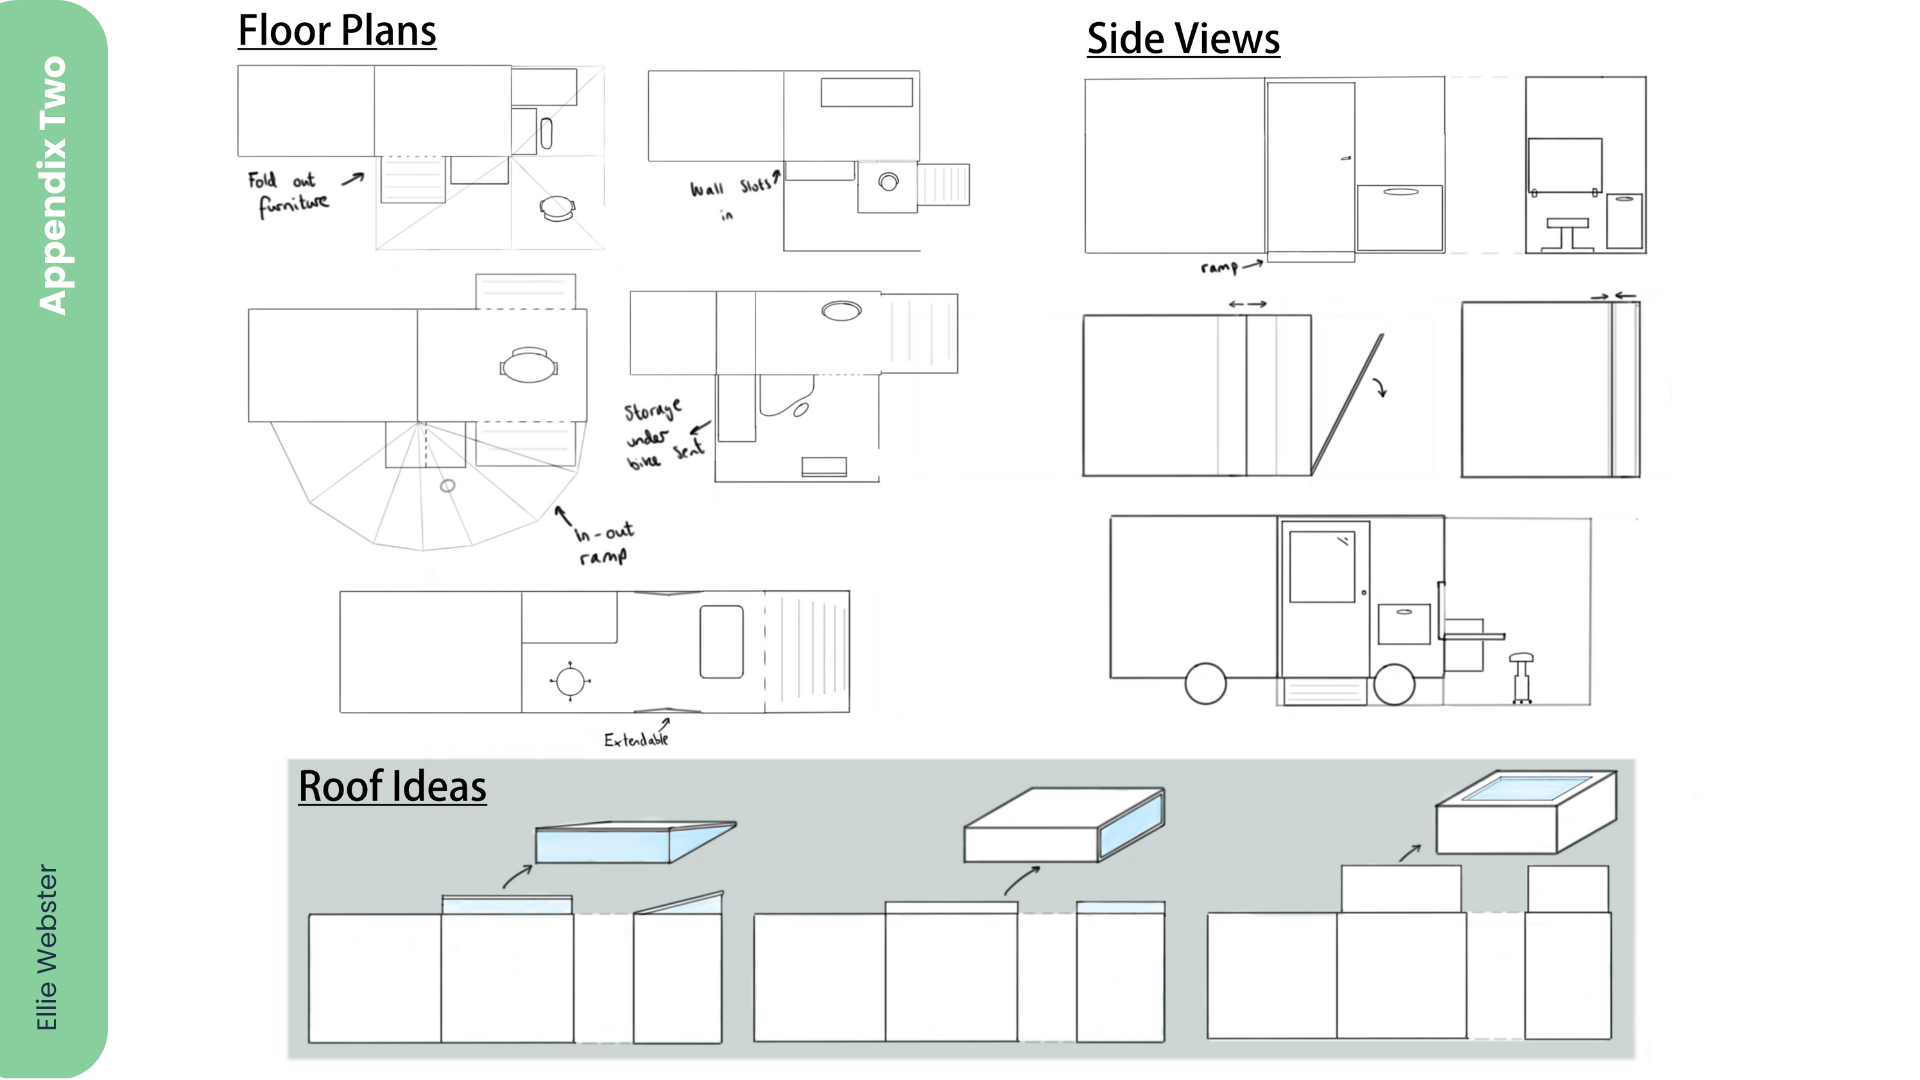 Appendix Two
Ellie Webster
Floor Plans
Fold out
furniture
Wall Slots
in
In-out
ramp
Storage
under
bike seat
Extendable
Side Views
ramp
Roof Ideas